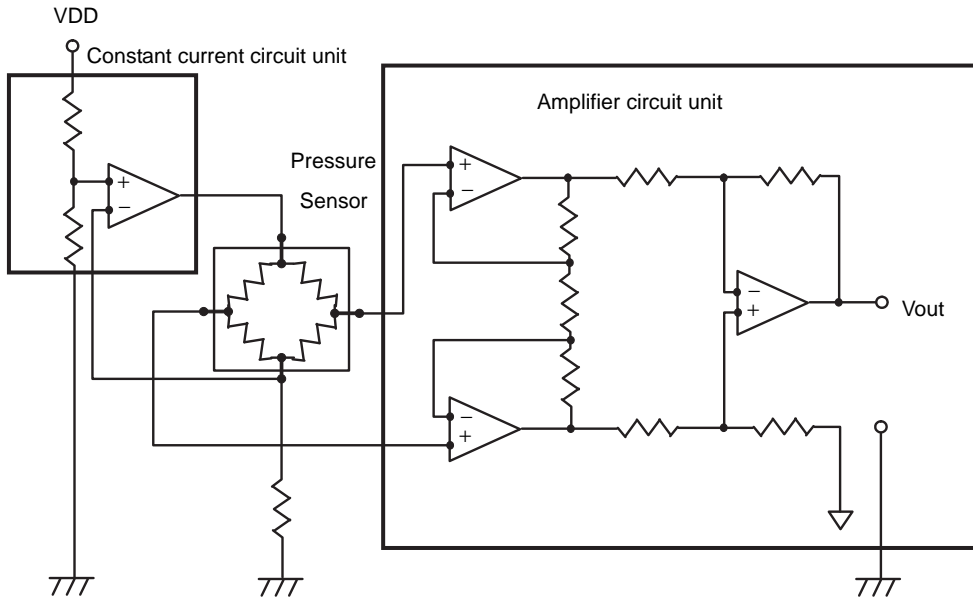 VDD
Constant current circuit unit
Amplifier circuit unit
Pressure
Sensor
+
−
+
−
−
+
Vout
−
+